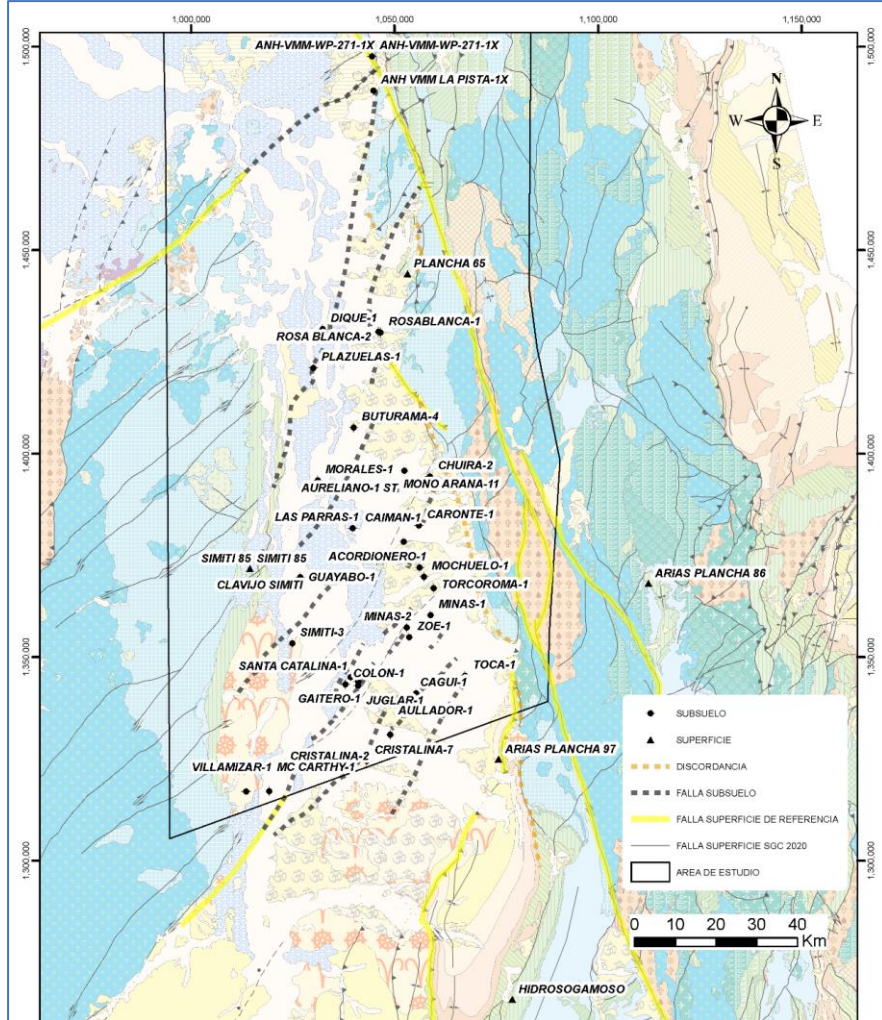 1,000,000 1,050,000 1,100,000 1,150,000
1,500,000
1,500,000
ANH-VMM-WP-271-1X ANH-VMM-WP-271-1X
ANH VMM LA PISTA-1X
N
W E
S
1,450,000
1,450,000
PLANCHA 65
DIQUE-1 ROSABLANCA-1
ROSA BLANCA-2
PLAZUELAS-1
BUTURAMA-4
1,400,000
1,400,000
MORALES-1 CHUIRA-2
AURELIANO-1 ST. MONO ARANA-11
LAS PARRAS-1 CAIMAN-1 CARONTE-1
SIMITI 85 SIMITI 85 ACORDIONERO-1 MOCHUELO-1
CLAVIJO SIMITI GUAYABO-1 TORCOROMA-1
ARIAS PLANCHA 86
MINAS-2 MINAS-1
SIMITI-3 ZOE-1
1,350,000
1,350,000
SANTA CATALINA-1 COLON-1 TOCA-1
CAGUI-1
GAITERO-1 JUGLAR-1
AULLADOR-1
CRISTALINA-2 CRISTALINA-7 ARIAS PLANCHA 97
VILLAMIZAR-1 MC CARTHY-1
1,300,000
1,300,000
HIDROSOGAMOSO
SUBSUELO
SUPERFICIE
DISCORDANCIA
FALLA SUBSUELO
FALLA SUPERFICIE DE REFERENCIA
FALLA SUPERFICIE SGC 2020
AREA DE ESTUDIO
0 10 20 30 40
Km